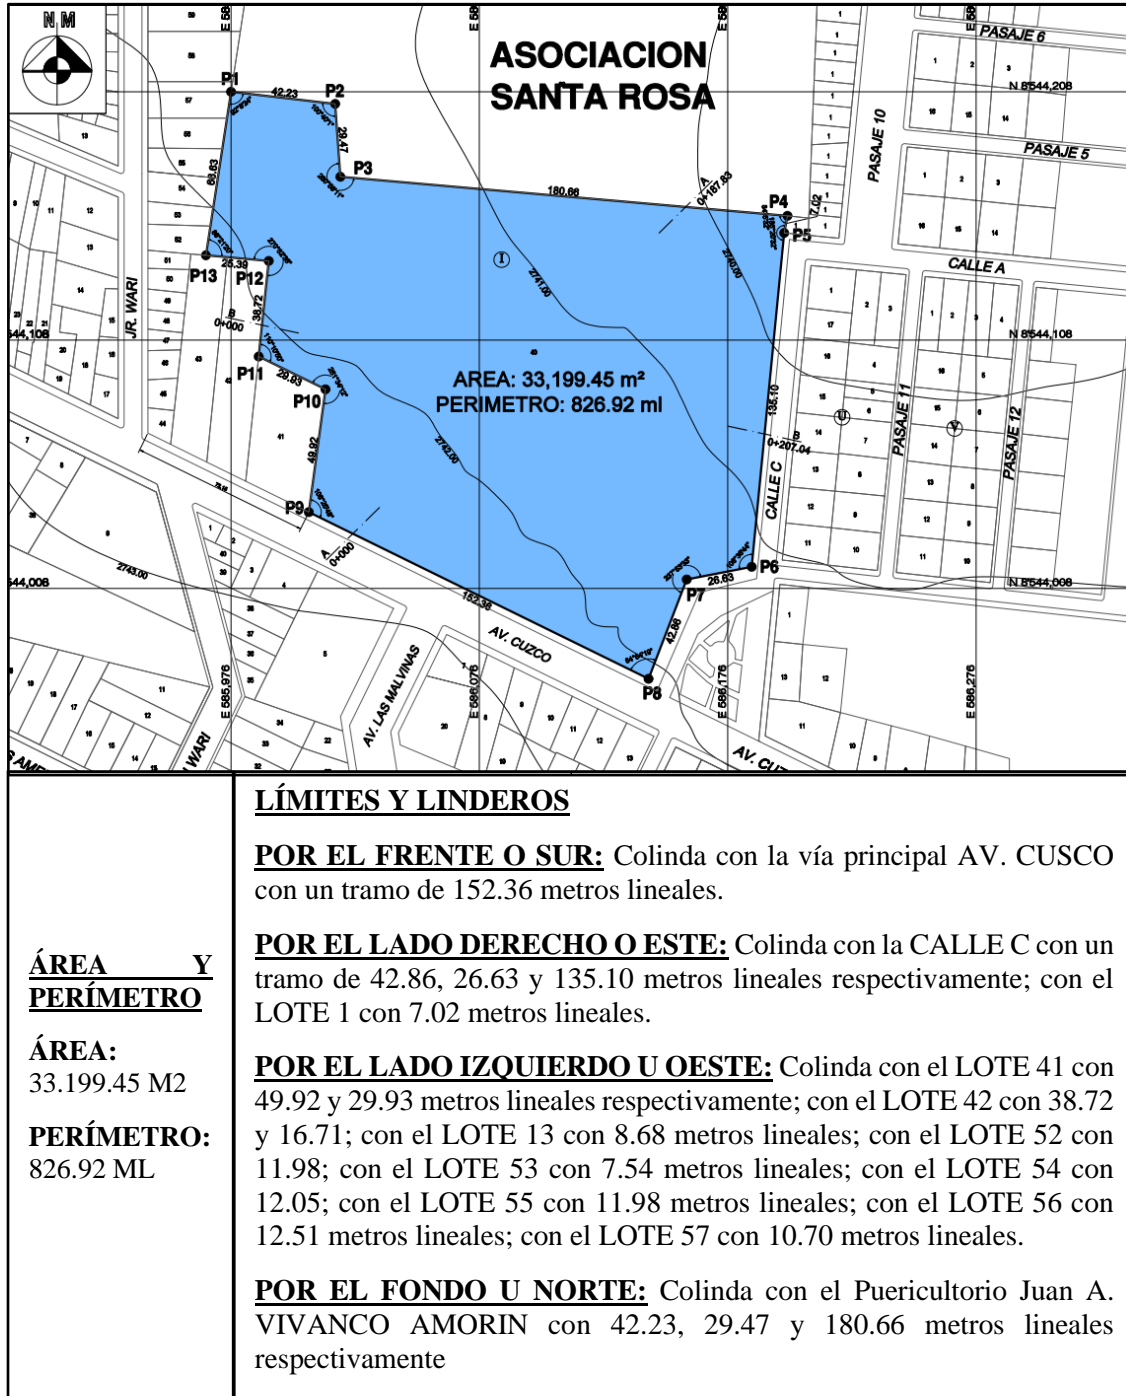 N M
ASOCIACION
SANTA ROSA
PASAJE 6
N 8'544,208
PASAJE 5
PASAJE 10
P1
42.23
P2
29.47
P3
180.66
A
0+187.83
P4
7.02
P5
CALLE A
P13
25.39
P12
38.72
B
0+000
JR. WARI
2741.00
2740.00
544,108
N 8'544,108
P11
29.93
P10
49.92
AREA: 33,199.45 m²
PERIMETRO: 826.92 ml
135.10
B
0+207.04
CALLE C
PASAJE 11
PASAJE 12
U
V
I
2742.00
P9
A
0+000
2743.00
152.36
P6
26.63
P7
42.86
P8
544,008
N 8'544,008
AV. CUZCO
AV. LAS MALVINAS
E 585,976
E 586,076
E 586,176
E 586,276
WARI
ÁREA Y
PERÍMETRO
ÁREA:
33.199.45 M2
PERÍMETRO:
826.92 ML
LÍMITES Y LINDEROS
POR EL FRENTE O SUR: Colinda con la vía principal AV. CUSCO
con un tramo de 152.36 metros lineales.
POR EL LADO DERECHO O ESTE: Colinda con la CALLE C con un
tramo de 42.86, 26.63 y 135.10 metros lineales respectivamente; con el
LOTE 1 con 7.02 metros lineales.
POR EL LADO IZQUIERDO U OESTE: Colinda con el LOTE 41 con
49.92 y 29.93 metros lineales respectivamente; con el LOTE 42 con 38.72
y 16.71; con el LOTE 13 con 8.68 metros lineales; con el LOTE 52 con
11.98; con el LOTE 53 con 7.54 metros lineales; con el LOTE 54 con
12.05; con el LOTE 55 con 11.98 metros lineales; con el LOTE 56 con
12.51 metros lineales; con el LOTE 57 con 10.70 metros lineales.
POR EL FONDO U NORTE: Colinda con el Puericultorio Juan A.
VIVANCO AMORIN con 42.23, 29.47 y 180.66 metros lineales
respectivamente